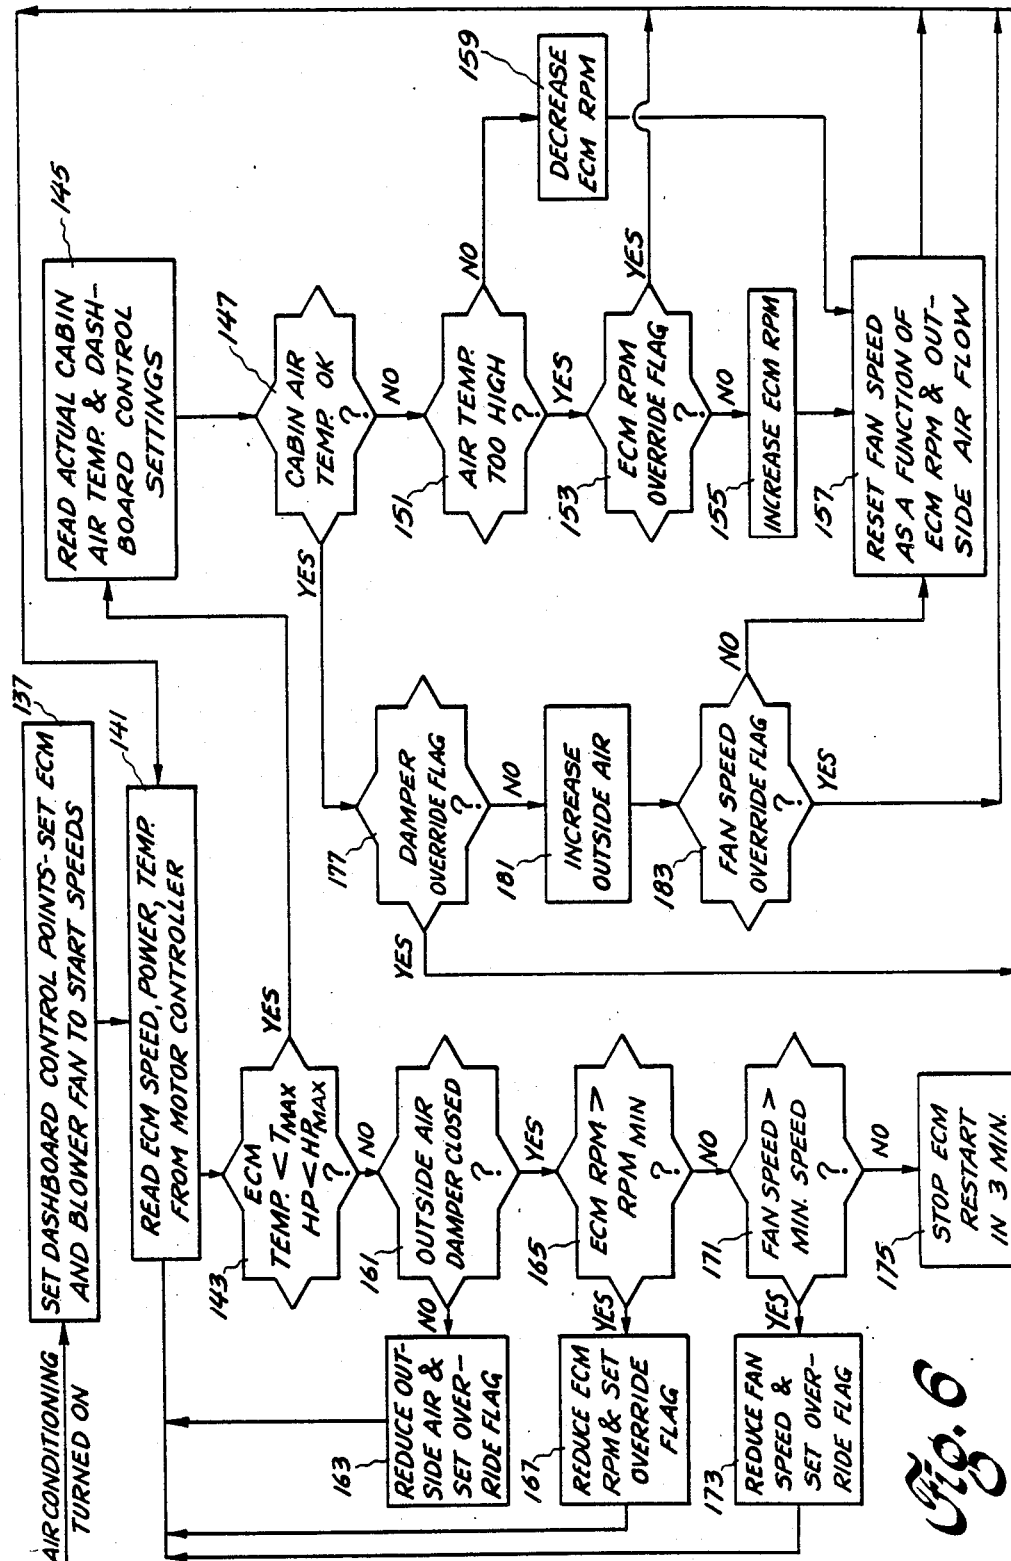 AIR CONDITIONING
TURNED ON
SET DASHBOARD CONTROL POINTS-SET ECM
AND BLOWER FAN TO START SPEEDS
137
READ ECM SPEED, POWER, TEMP.
FROM MOTOR CONTROLLER
141
ECM
TEMP. < TMAX
HP < HPMAX
?
143
YES
NO
READ ACTUAL CABIN
AIR TEMP. & DASH-
BOARD CONTROL
SETTINGS
145
CABIN AIR
TEMP. OK
?
147
YES
NO
AIR TEMP.
TOO HIGH
?
151
NO
YES
DECREASE
ECM RPM
159
ECM RPM
OVERRIDE FLAG
?
153
YES
NO
INCREASE ECM RPM
155
RESET FAN SPEED
AS A FUNCTION OF
ECM RPM & OUT-
SIDE AIR FLOW
157
DAMPER
OVERRIDE FLAG
?
177
YES
NO
INCREASE
OUTSIDE AIR
181
FAN SPEED
OVERRIDE FLAG
?
183
NO
YES
OUTSIDE AIR
DAMPER CLOSED
?
161
NO
YES
REDUCE OUT-
SIDE AIR &
SET OVER-
RIDE FLAG
163
ECM RPM >
RPM MIN
?
165
YES
NO
REDUCE ECM
RPM & SET
OVERRIDE
FLAG
167
FAN SPEED >
MIN. SPEED
?
171
YES
NO
REDUCE FAN
SPEED &
SET OVER-
RIDE FLAG
173
STOP ECM
RESTART
IN 3 MIN.
175
Fig. 6